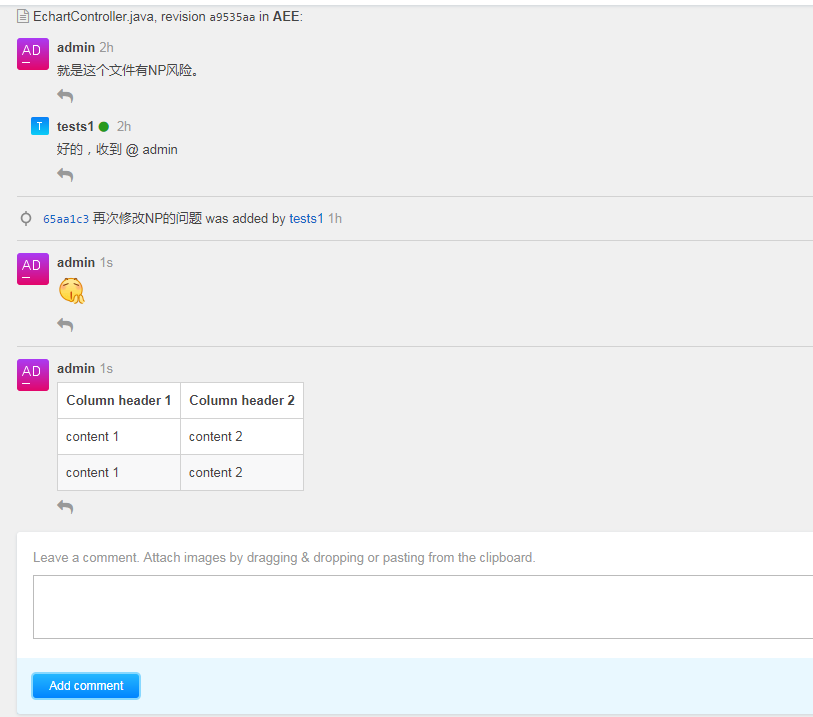 EchartController.java, revision a9535aa in AEE:
AD
admin 2h
就是这个文件有NP风险。
T
tests1 2h
好的，收到 @ admin
65aa1c3 再次修改NP的问题 was added by tests1 1h
AD
admin 1s
AD
admin 1s
Column header 1 Column header 2
content 1 content 2
content 1 content 2
Leave a comment. Attach images by dragging & dropping or pasting from the clipboard.
Add comment